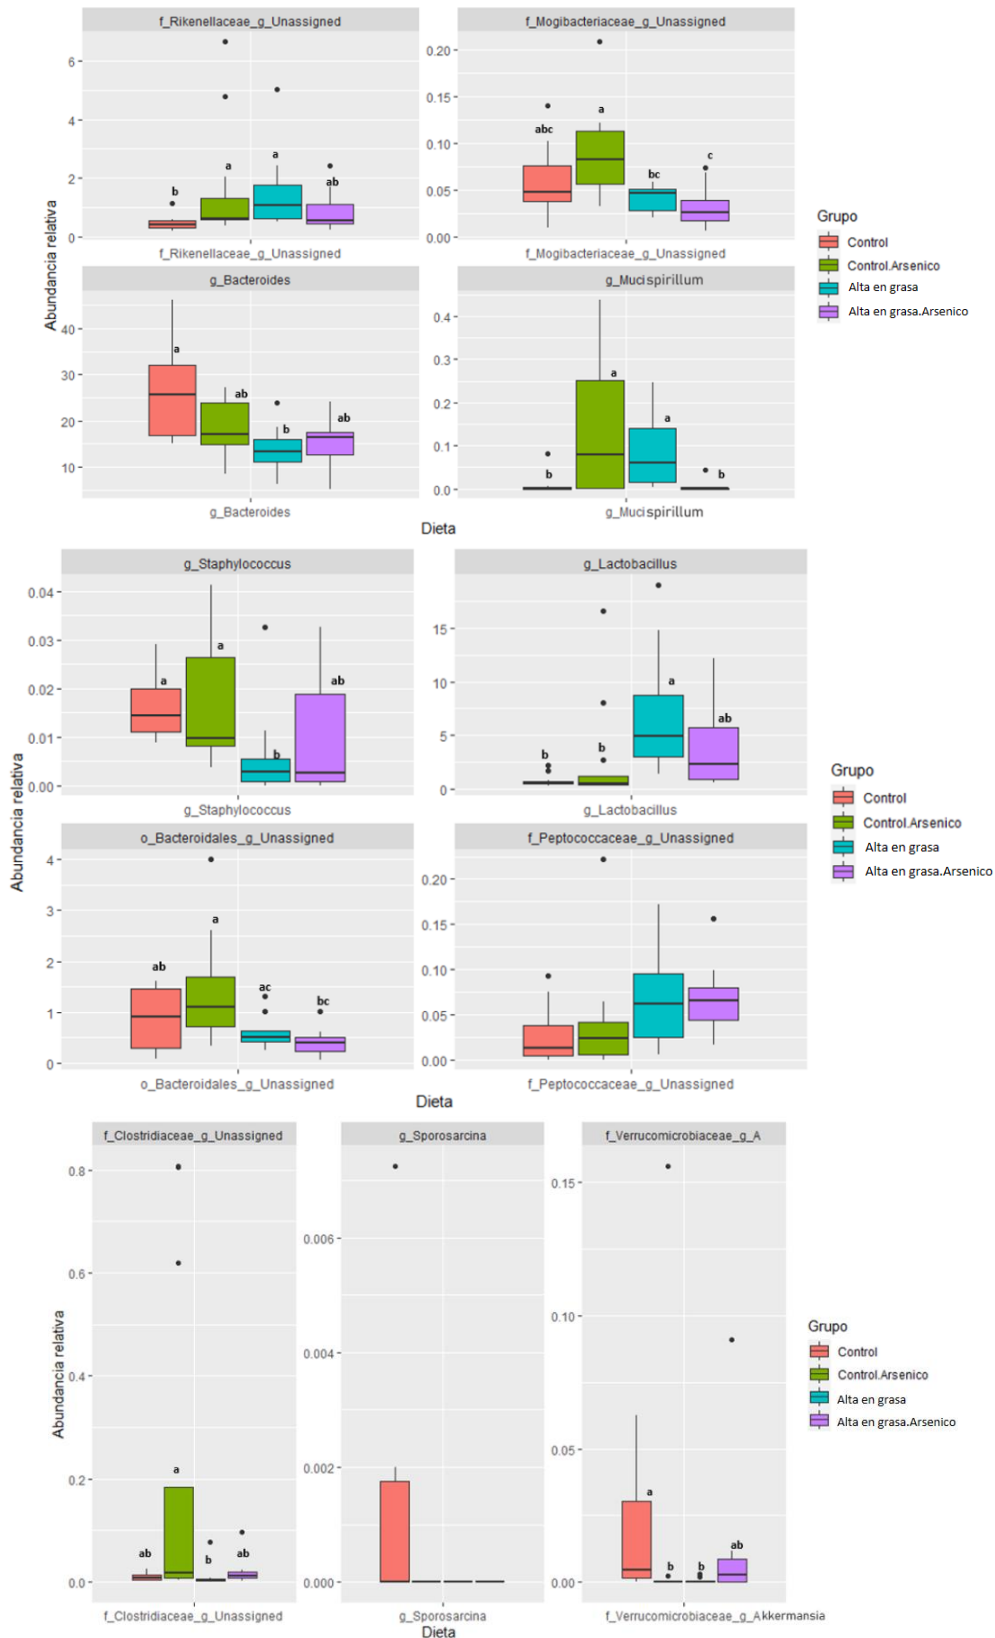 f_Rikenellaceae_g_Unassigned
f_Mogibacteriaceae_g_Unassigned
6
4
2
0
b
a
a
ab
0.20
0.15
0.10
0.05
0.00
abc
a
bc
c
f_Rikenellaceae_g_Unassigned
f_Mogibacteriaceae_g_Unassigned
Abundancia relativa
g_Bacteroides
g_Mucispirillum
40
30
20
10
a
ab
b
ab
0.4
0.3
0.2
0.1
0.0
b
a
a
b
g_Bacteroides
g_Mucispirillum
Dieta
Grupo
Control
Control.Arsenico
Alta en grasa
Alta en grasa.Arsenico
g_Staphylococcus
g_Lactobacillus
0.04
0.03
0.02
0.01
0.00
a
a
b
ab
15
10
5
0
b
b
a
ab
g_Staphylococcus
g_Lactobacillus
Abundancia relativa
o_Bacteroidales_g_Unassigned
f_Peptococcaceae_g_Unassigned
4
3
2
1
0
ab
a
ac
bc
0.20
0.15
0.10
0.05
0.00
o_Bacteroidales_g_Unassigned
f_Peptococcaceae_g_Unassigned
Dieta
Grupo
Control
Control.Arsenico
Alta en grasa
Alta en grasa.Arsenico
f_Clostridiaceae_g_Unassigned
g_Sporosarcina
f_Verrucomicrobiaceae_g_A
Abundancia relativa
0.8
0.6
0.4
0.2
0.0
ab
a
b
ab
0.006
0.004
0.002
0.000
0.15
0.10
0.05
0.00
a
b
b
ab
f_Clostridiaceae_g_Unassigned
g_Sporosarcina
f_Verrucomicrobiaceae_g_Akkermansia
Dieta
Grupo
Control
Control.Arsenico
Alta en grasa
Alta en grasa.Arsenico